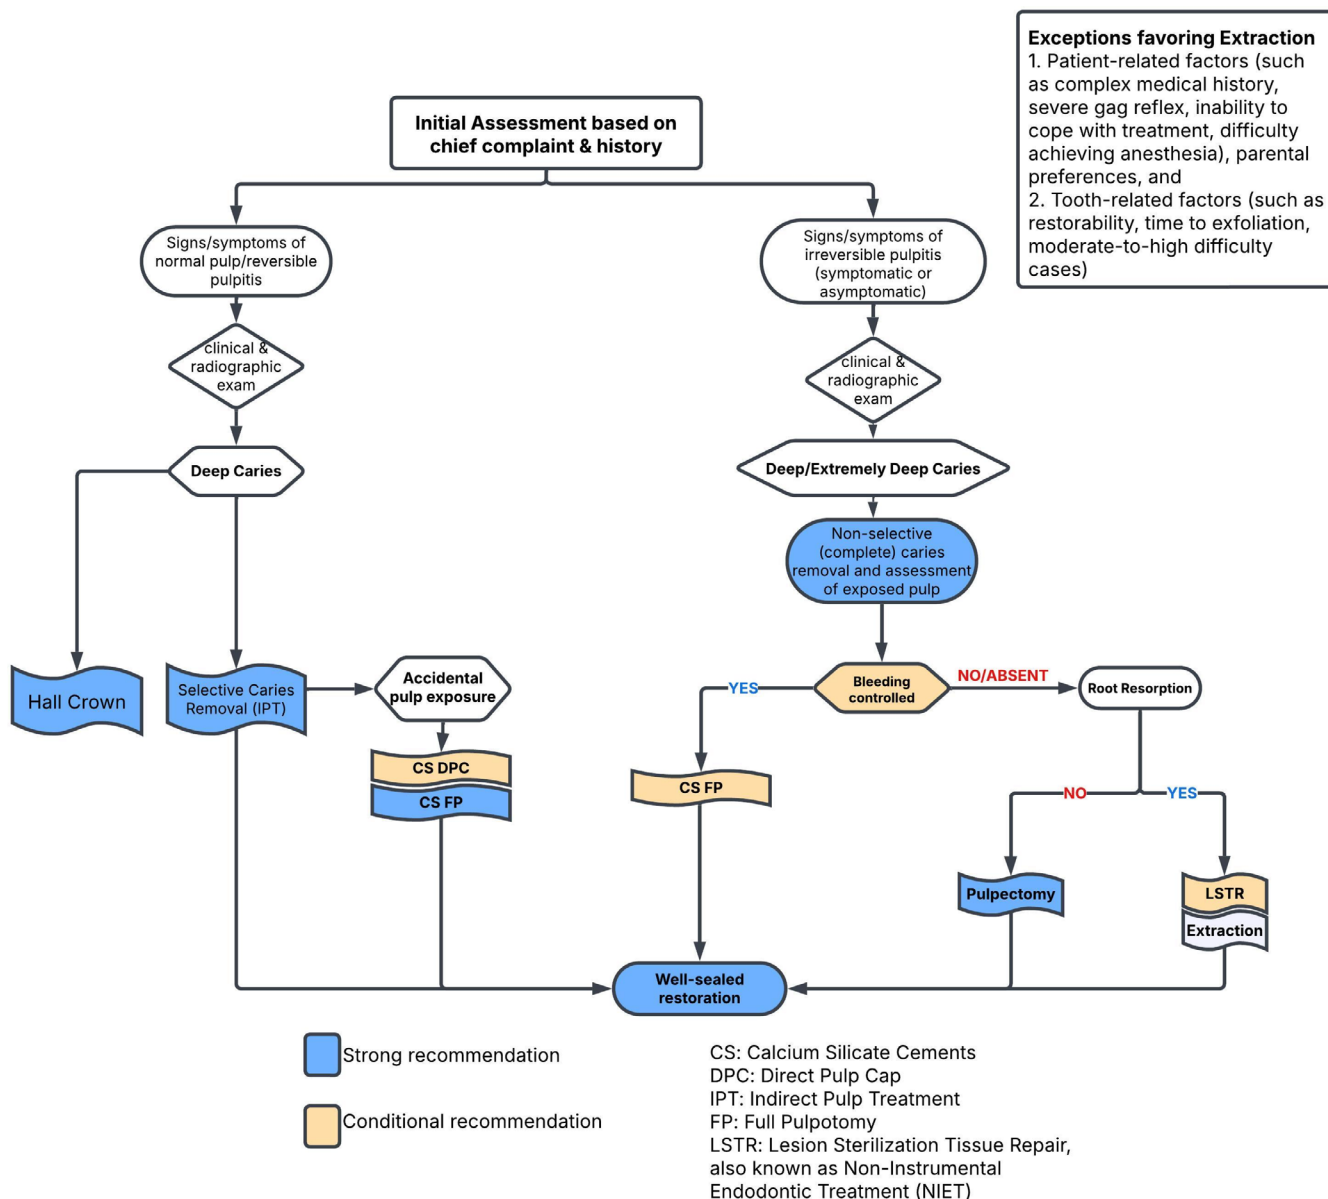 Exceptions favoring Extraction
1. Patient-related factors (such
as complex medical history,
severe gag reflex, inability to
cope with treatment, difficulty
achieving anesthesia), parental
preferences, and
2. Tooth-related factors (such as
restorability, time to exfoliation,
moderate-to-high difficulty
cases)
Initial Assessment based on
chief complaint & history
Signs/symptoms of
normal pulp/reversible
pulpitis
Signs/symptoms of
irreversible pulpitis
(symptomatic or
asymptomatic)
clinical &
radiographic
exam
clinical &
radiographic
exam
Deep Caries
Deep/Extremely Deep Caries
Non-selective
(complete) caries
removal and assessment
of exposed pulp
Hall Crown
Selective Caries
Removal (IPT)
Accidental
pulp exposure
YES
Bleeding
controlled
NO/ABSENT
Root Resorption
CS DPC
CS FP
CS FP
NO
YES
Pulpectomy
LSTR
Extraction
Well-sealed
restoration
Strong recommendation
Conditional recommendation
CS: Calcium Silicate Cements
DPC: Direct Pulp Cap
IPT: Indirect Pulp Treatment
FP: Full Pulpotomy
LSTR: Lesion Sterilization Tissue Repair,
also known as Non-Instrumental
Endodontic Treatment (NIET)